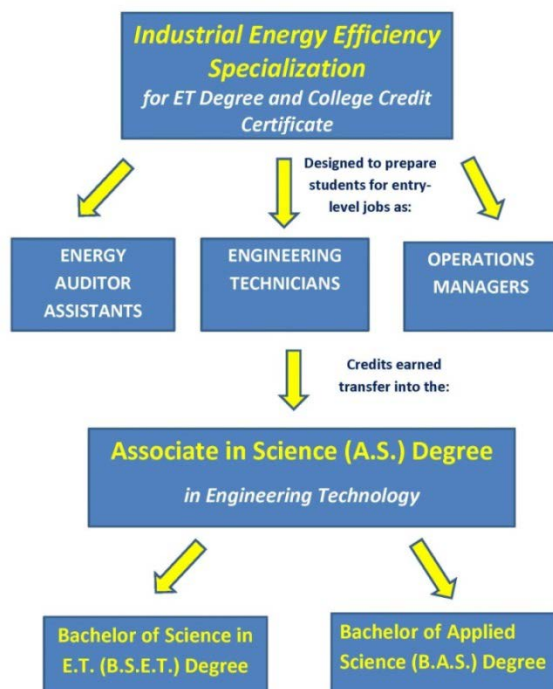 Industrial Energy Efficiency
Specialization
for ET Degree and College Credit
Certificate
Designed to prepare
students for entry-
level jobs as:
ENERGY
AUDITOR
ASSISTANTS
ENGINEERING
TECHNICIANS
OPERATIONS
MANAGERS
Credits earned
transfer into the:
Associate in Science (A.S.) Degree
in Engineering Technology
Bachelor of Science in
E.T. (B.S.E.T.) Degree
Bachelor of Applied
Science (B.A.S.) Degree